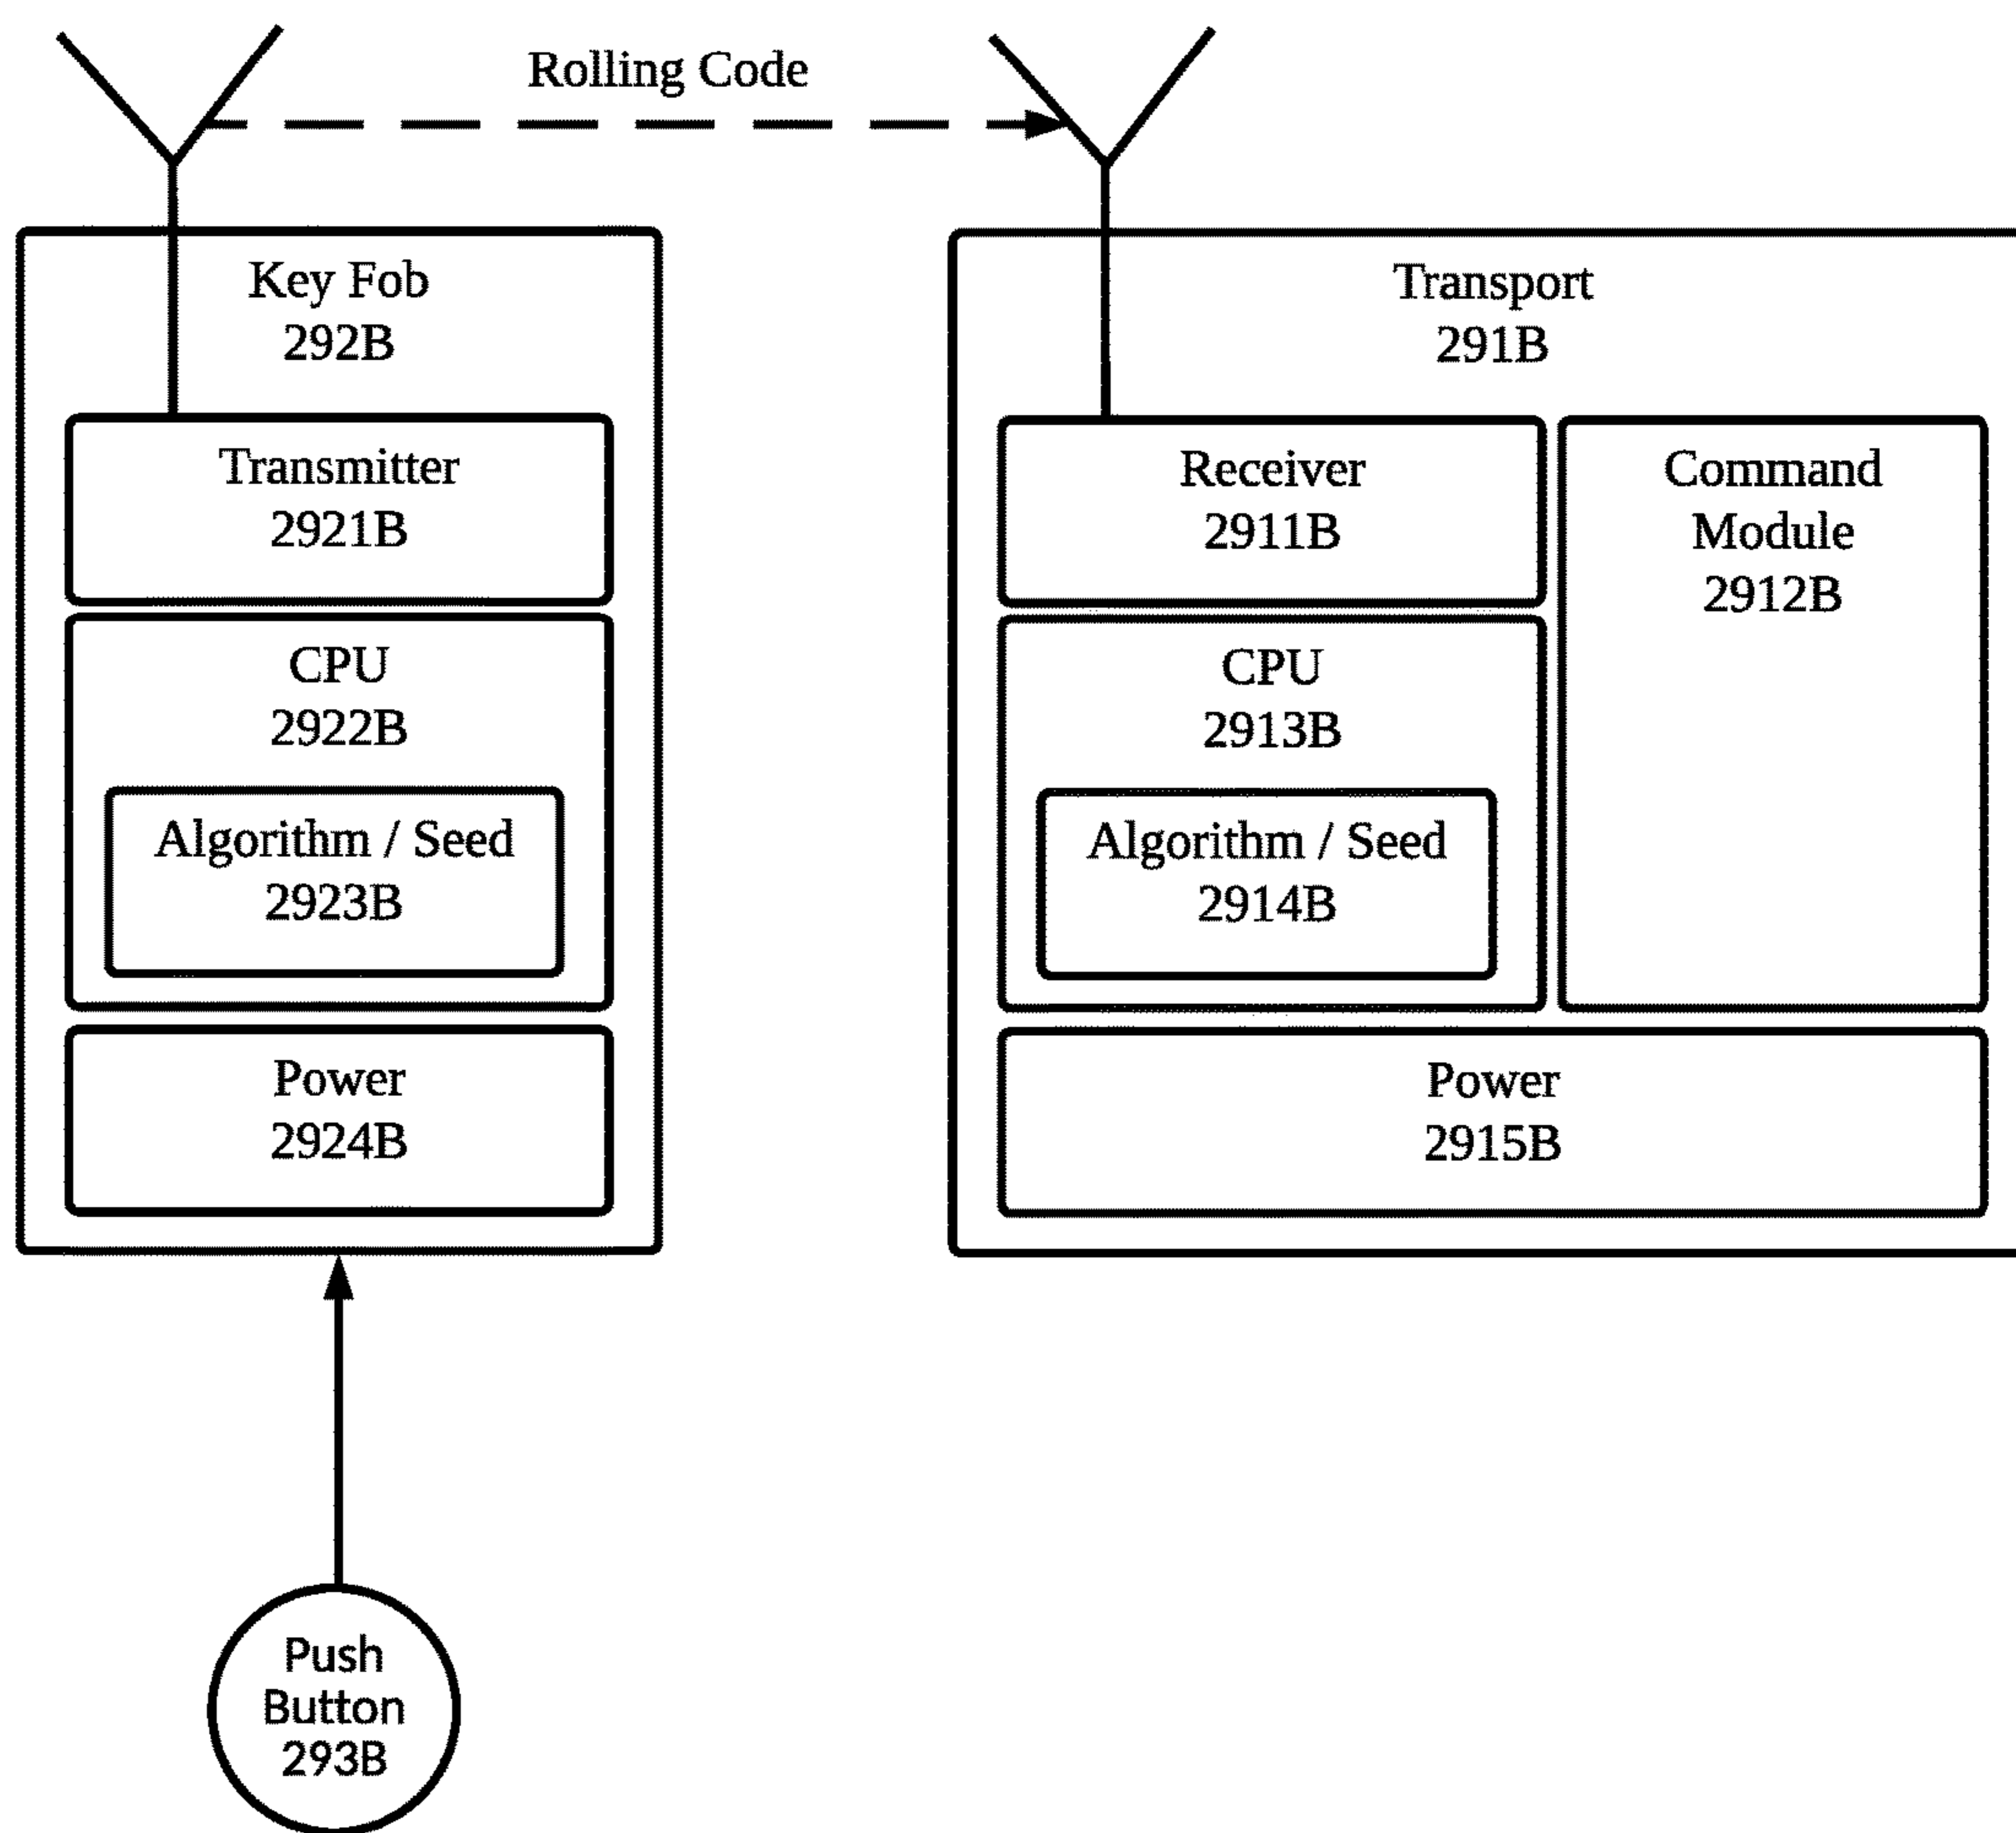 Rolling Code
Key Fob
292B
Transmitter
2921B
CPU
2922B
Algorithm / Seed
2923B
Power
2924B
Push
Button
293B
Transport
291B
Receiver
2911B
CPU
2913B
Algorithm / Seed
2914B
Command
Module
2912B
Power
2915B